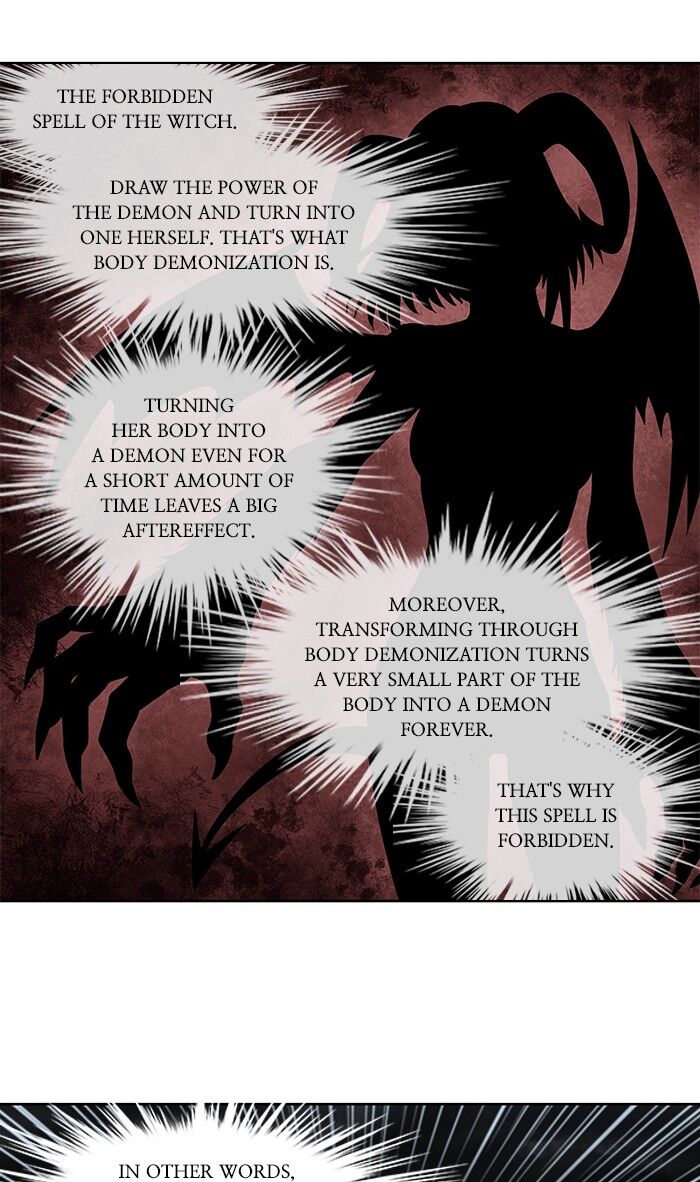 THE FORBIDDEN
SPELL OF THE WITCH.
DRAW THE POWER OF
THE DEMON AND TURN INTO
ONE HERSELF. THAT'S WHAT
BODY DEMONIZATION IS.
TURNING
HER BODY INTO
A DEMON EVEN FOR
A SHORT AMOUNT OF
TIME LEAVES A BIG
AFTEREFFECT.
MOREOVER,
TRANSFORMING THROUGH
BODY DEMONIZATION TURNS
A VERY SMALL PART OF THE
BODY INTO A DEMON
FOREVER.
THAT'S WHY
THIS SPELL IS
FORBIDDEN.
IN OTHER WORDS,